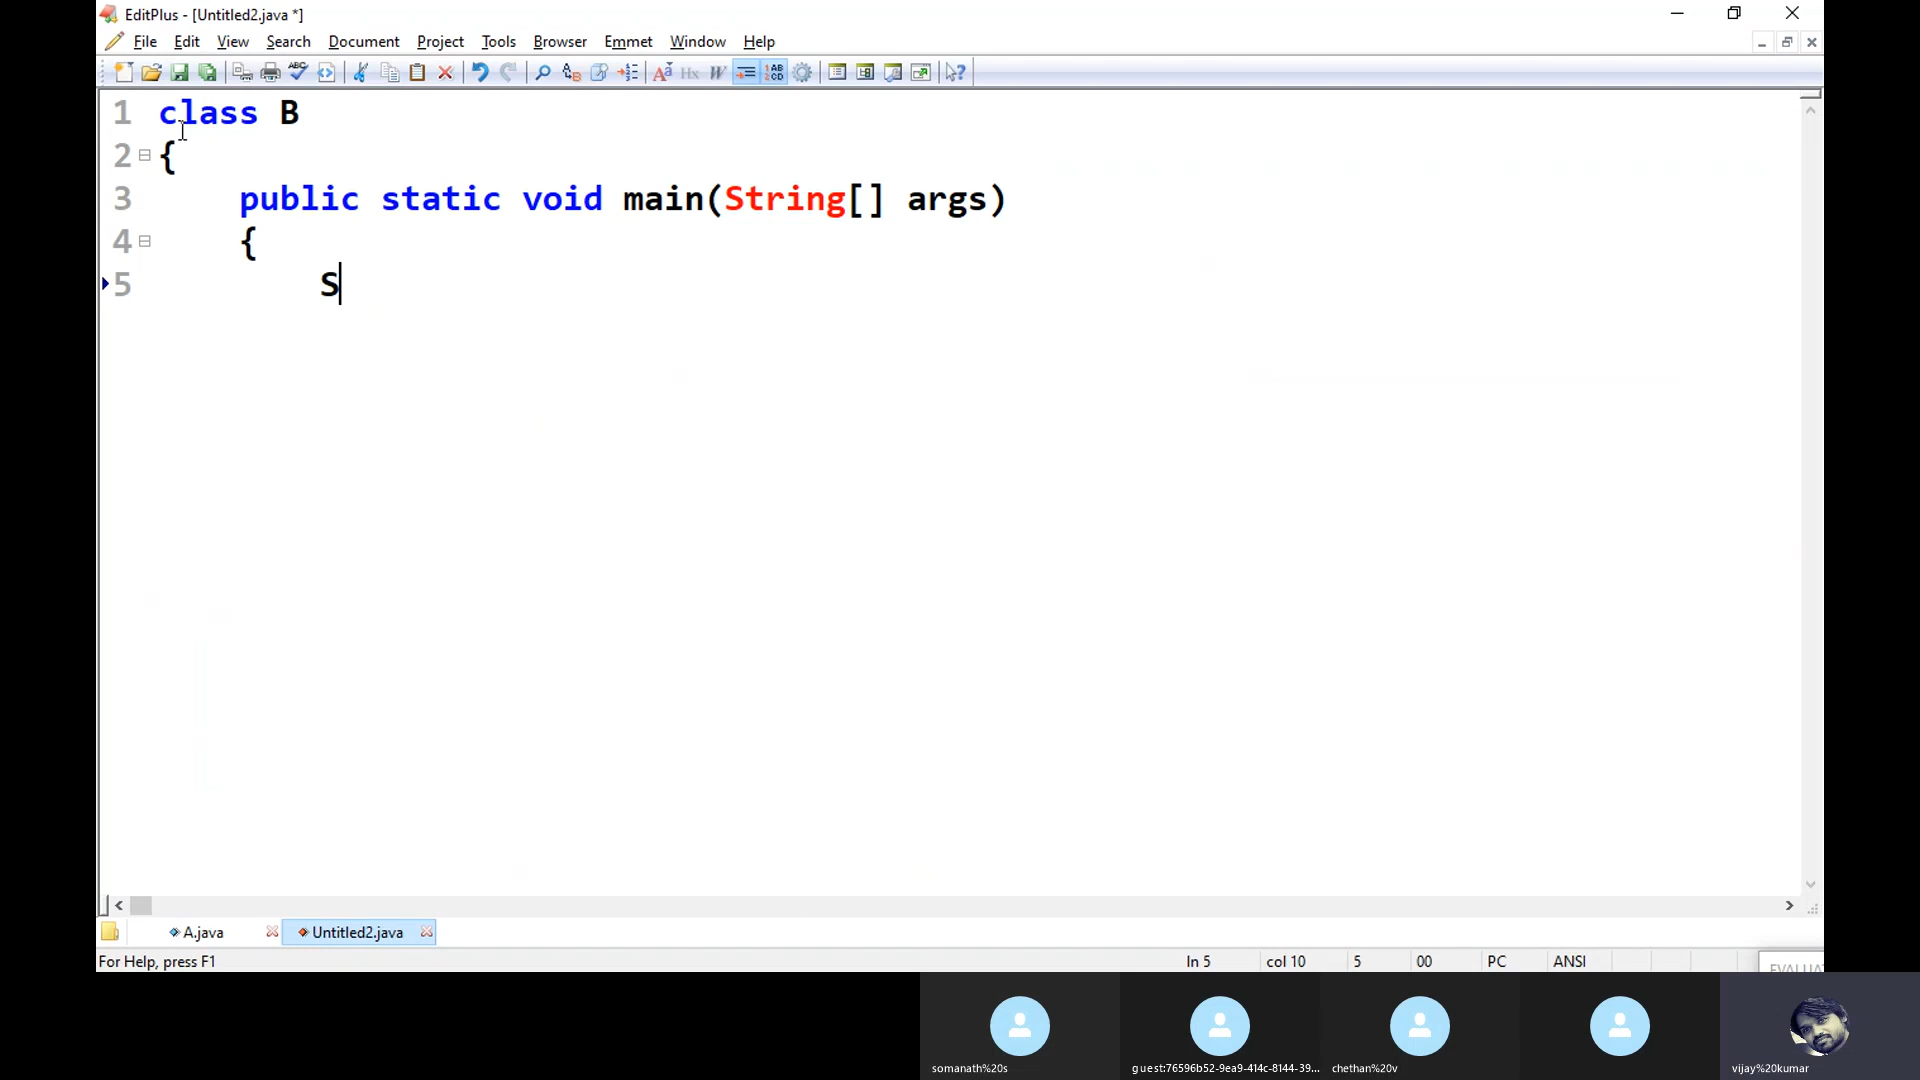 EditPlus - [Untitled2.java *]
File Edit View Search Document Project Tools Browser Emmet Window Help
1 class B
2 {
3 public static void main(String[] args)
4 {
5 S
A.java Untitled2.java
For Help, press F1 ln 5 col 10 5 00 PC ANSI
somanath%20s guest:76596b52-9ea9-414c-8144-39... chethan%20v vijay%20kumar